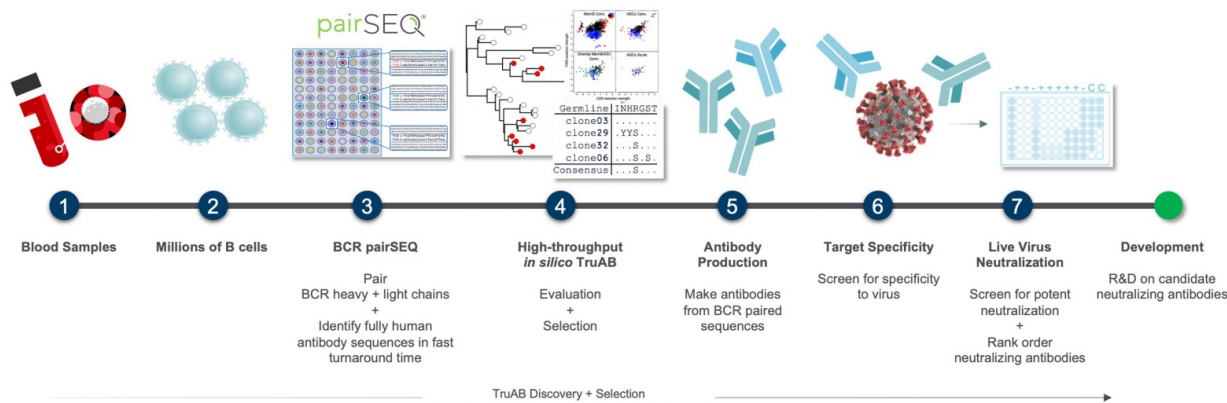 pairSEQ®
Germline INHRGST
clone03 .......
clone29 .YYS...
clone32 ...S...
clone06 ...S.S.
Consensus ...S...
-++-+++++-CC
1
2
3
4
5
6
7
Blood Samples
Millions of B cells
BCR pairSEQ
Pair
BCR heavy + light chains
+
Identify fully human
antibody sequences in fast
turnaround time
High-throughput
in silico TruAB
Evaluation
+
Selection
Antibody
Production
Make antibodies
from BCR paired
sequences
Target Specificity
Screen for specificity
to virus
Live Virus
Neutralization
Screen for potent
neutralization
+
Rank order
neutralizing antibodies
Development
R&D on candidate
neutralizing antibodies
TruAB Discovery + Selection